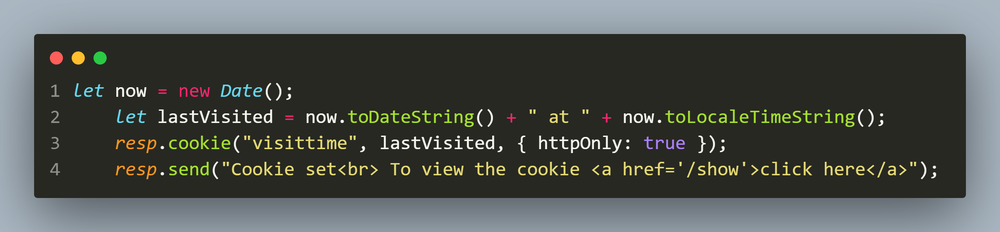 1 let now = new Date();
2     let lastVisited = now.toDateString() + " at " + now.toLocaleTimeString();
3     resp.cookie("visittime", lastVisited, { httpOnly: true });
4     resp.send("Cookie set<br> To view the cookie <a href='/show'>click here</a>");